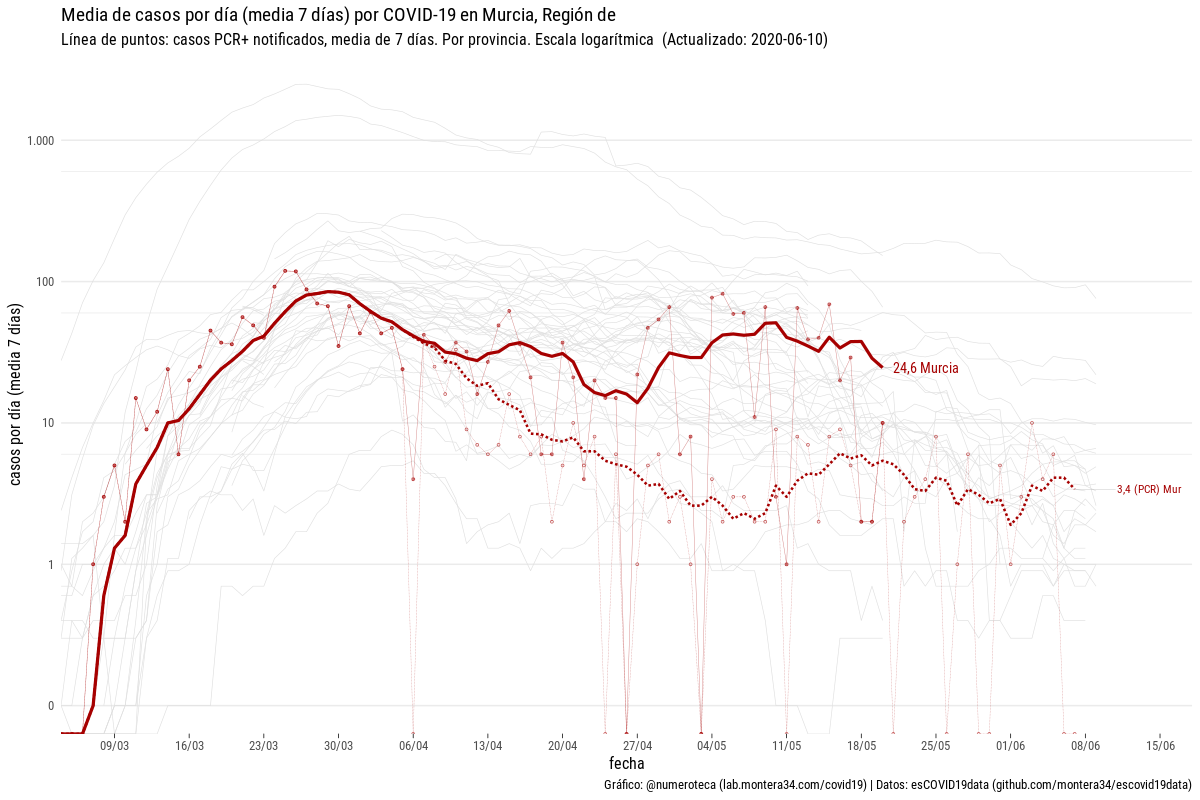 Media de casos por día (media 7 días) por COVID-19 en Murcia, Región de
Línea de puntos: casos PCR+ notificados, media de 7 días. Por provincia. Escala logarítmica  (Actualizado: 2020-06-10)
casos por día (media 7 días)
1.000
100
10
1
0
24,6 Murcia
3,4 (PCR) Mur
09/03
16/03
23/03
30/03
06/04
13/04
20/04
27/04
04/05
11/05
18/05
25/05
01/06
08/06
15/06
fecha
Gráfico: @numeroteca (lab.montera34.com/covid19) | Datos: esCOVID19data (github.com/montera34/escovid19data)